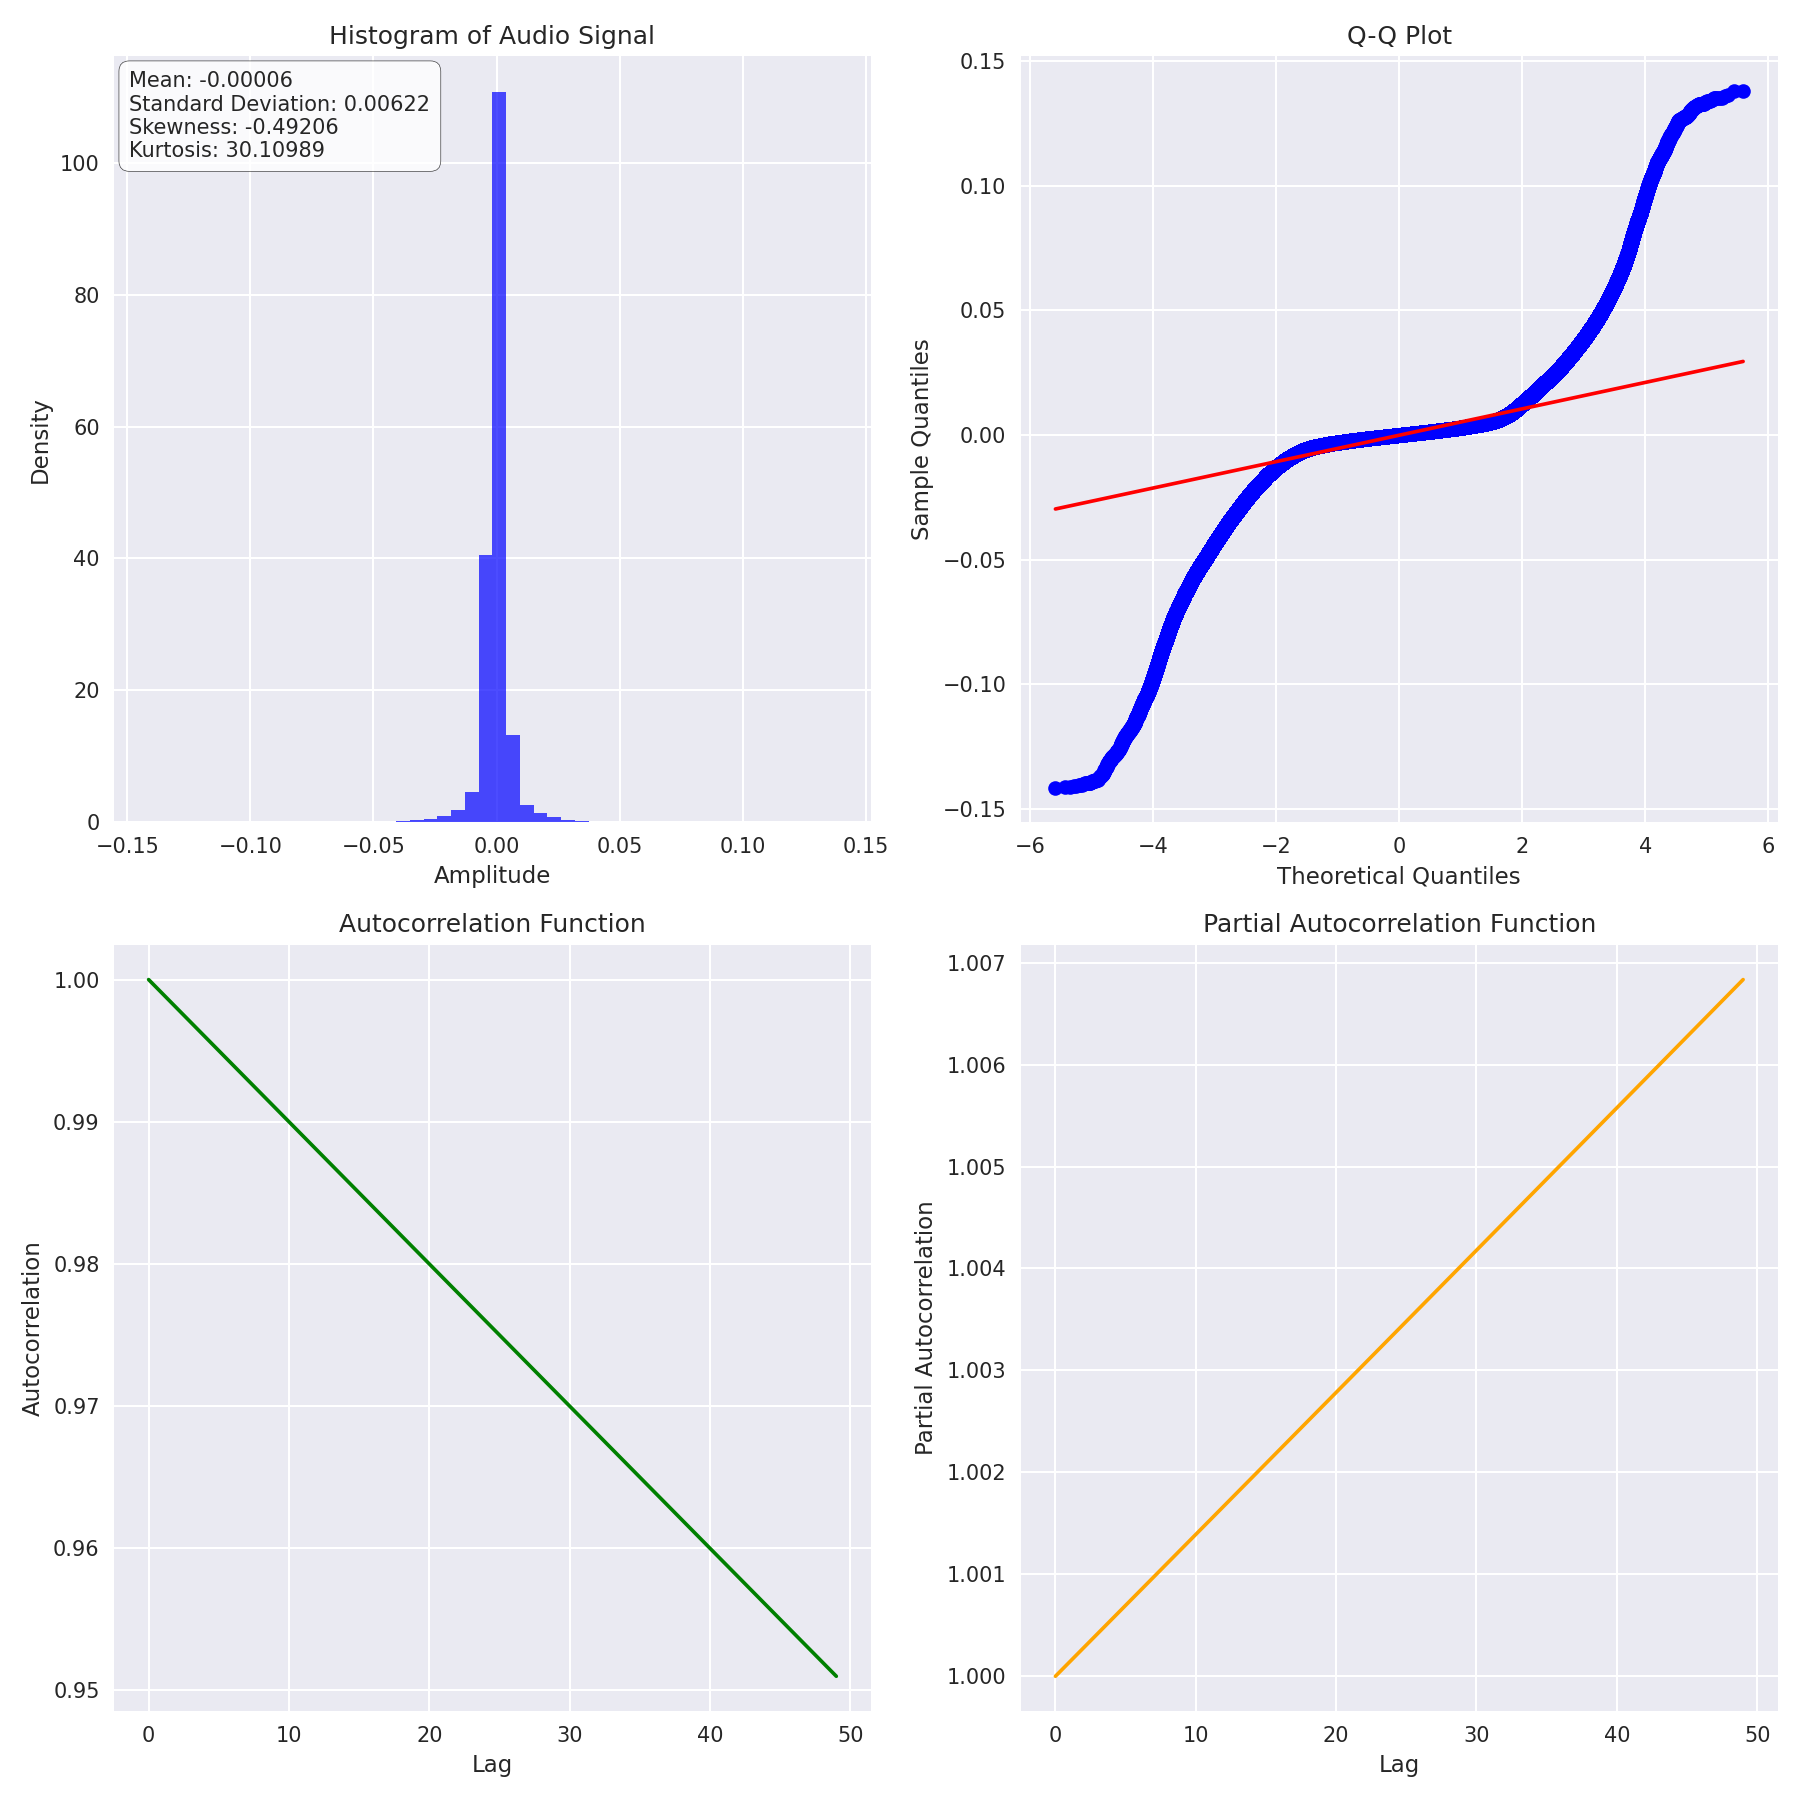 Histogram of Audio Signal
Mean: -0.00006
Standard Deviation: 0.00622
Skewness: -0.49206
Kurtosis: 30.10989
100
80
60
40
20
0
Density
−0.15 −0.10 −0.05 0.00 0.05 0.10 0.15
Amplitude
Q-Q Plot
0.15
0.10
0.05
0.00
−0.05
−0.10
−0.15
Sample Quantiles
−6 −4 −2 0 2 4 6
Theoretical Quantiles
Autocorrelation Function
1.00
0.99
0.98
0.97
0.96
0.95
Autocorrelation
0 10 20 30 40 50
Lag
Partial Autocorrelation Function
1.007
1.006
1.005
1.004
1.003
1.002
1.001
1.000
Partial Autocorrelation
0 10 20 30 40 50
Lag